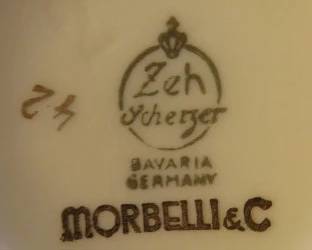 Zeh
Scherzer
BAVARIA
GERMANY
MORBELLI & C